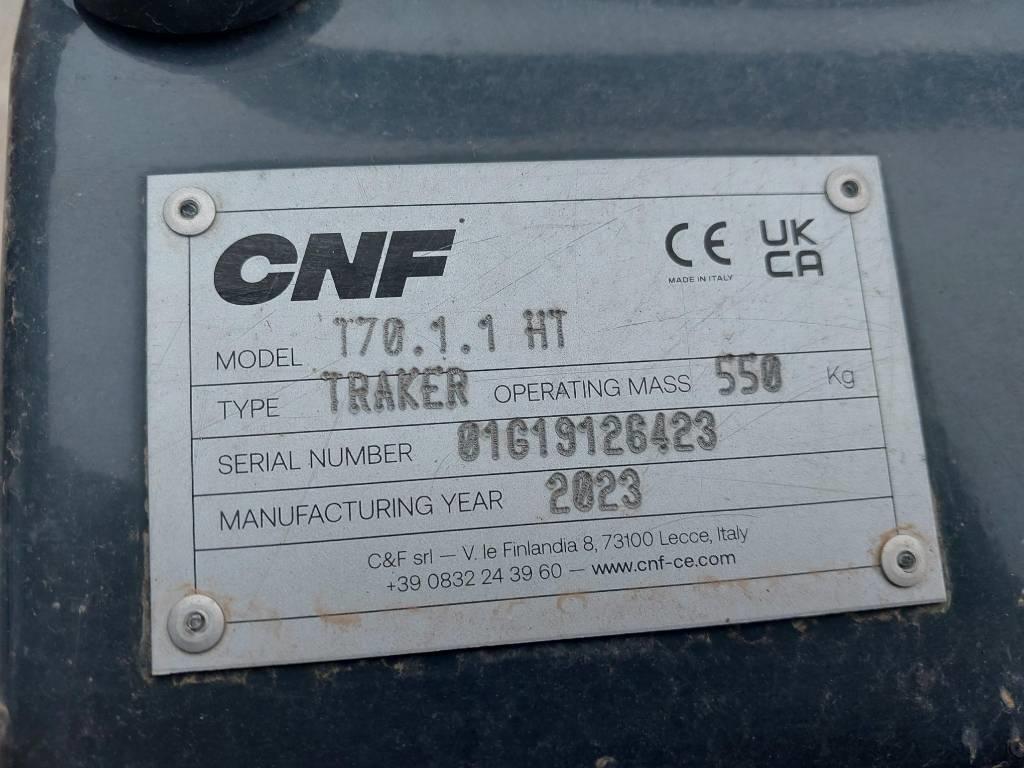 CNF
CE
MADE IN ITALY
UK
CA
MODEL T70.1.1 HT
TYPE TRAKER OPERATING MASS 550 Kg
SERIAL NUMBER 01G19126423
MANUFACTURING YEAR 2023
C&F srl — V. le Finlandia 8, 73100 Lecce, Italy
+39 0832 24 39 60 — www.cnf-ce.com